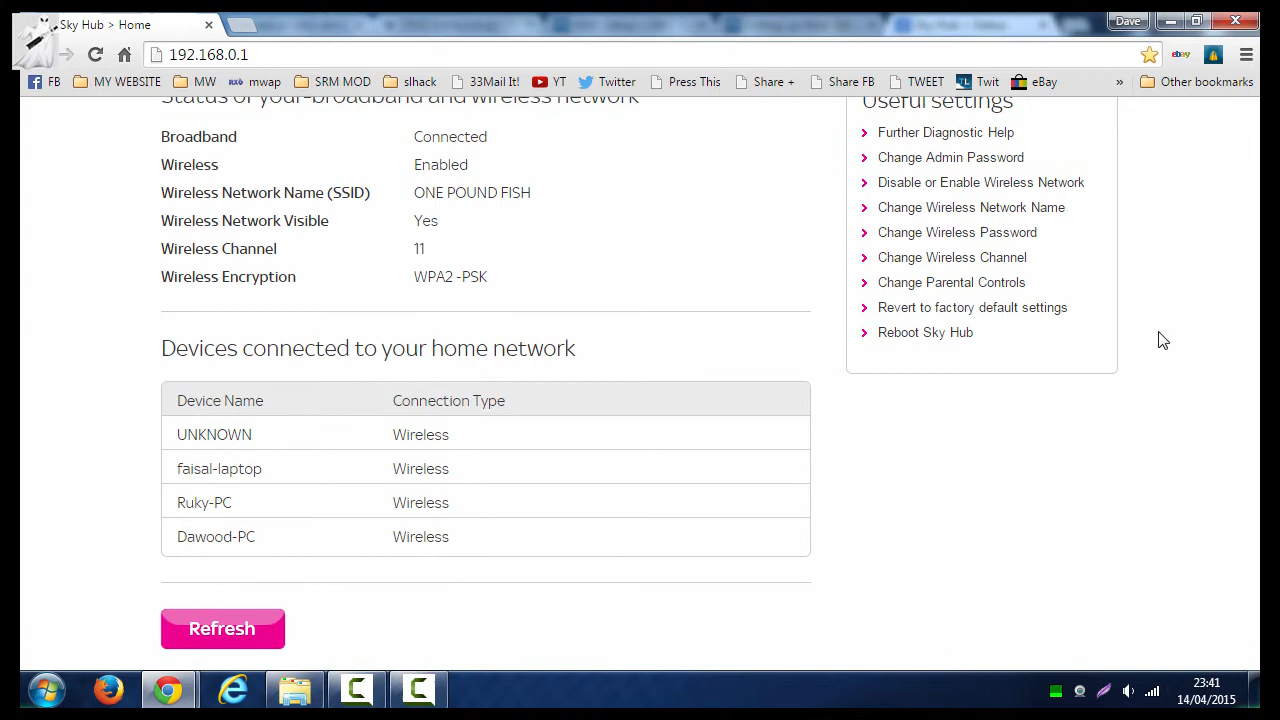 Sky Hub > Home
Dave
192.168.0.1
ebay
FB MY WEBSITE MW mwap SRM MOD slhack 33Mail It! YT Twitter Press This Share + Share FB TWEET Twit eBay » Other bookmarks
Status of your broadband and wireless network
Broadband Connected
Wireless Enabled
Wireless Network Name (SSID) ONE POUND FISH
Wireless Network Visible Yes
Wireless Channel 11
Wireless Encryption WPA2 -PSK
Devices connected to your home network
Device Name Connection Type
UNKNOWN Wireless
faisal-laptop Wireless
Ruky-PC Wireless
Dawood-PC Wireless
Refresh
Useful settings
Further Diagnostic Help
Change Admin Password
Disable or Enable Wireless Network
Change Wireless Network Name
Change Wireless Password
Change Wireless Channel
Change Parental Controls
Revert to factory default settings
Reboot Sky Hub
23:41
14/04/2015